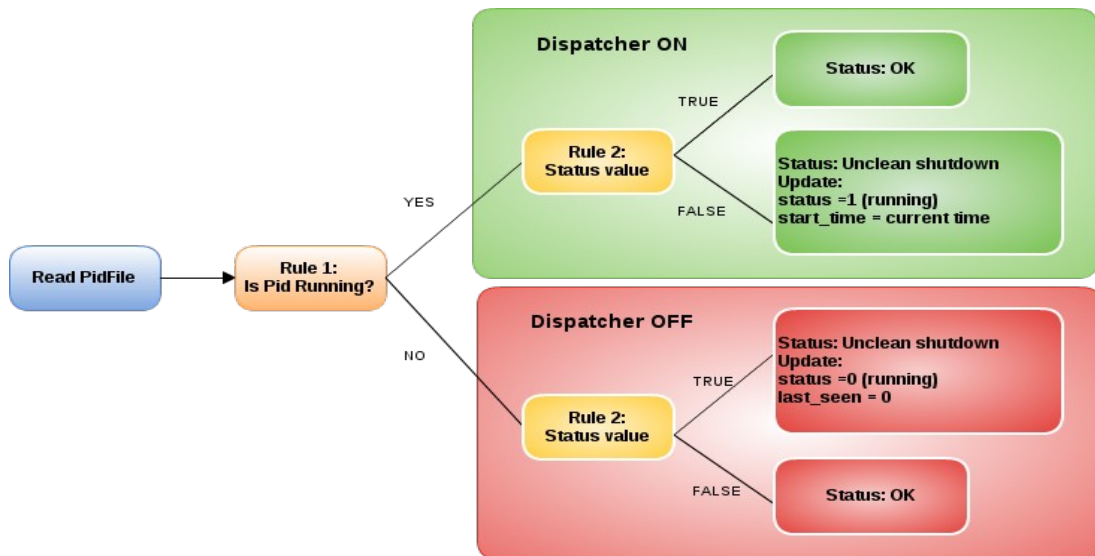 Read PidFile
Rule 1:
Is Pid Running?
YES
NO
Dispatcher ON
Rule 2:
Status value
TRUE
FALSE
Status: OK
Status: Unclean shutdown
Update:
status =1 (running)
start_time = current time
Dispatcher OFF
Rule 2:
Status value
TRUE
FALSE
Status: Unclean shutdown
Update:
status =0 (running)
last_seen = 0
Status: OK